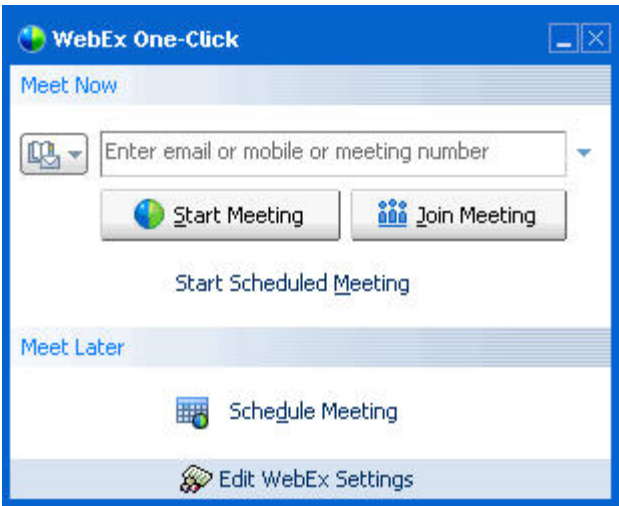 WebEx One-Click
Meet Now
Enter email or mobile or meeting number
Start Meeting Join Meeting
Start Scheduled Meeting
Meet Later
Schedule Meeting
Edit WebEx Settings